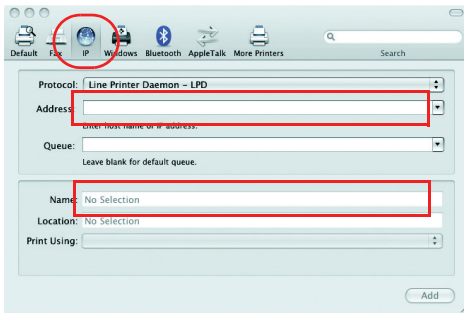 Default Fax IP Windows Bluetooth AppleTalk More Printers Search
Protocol: Line Printer Daemon - LPD
Address:
Enter host name or IP address.
Queue:
Leave blank for default queue.
Name: No Selection
Location: No Selection
Print Using:
Add